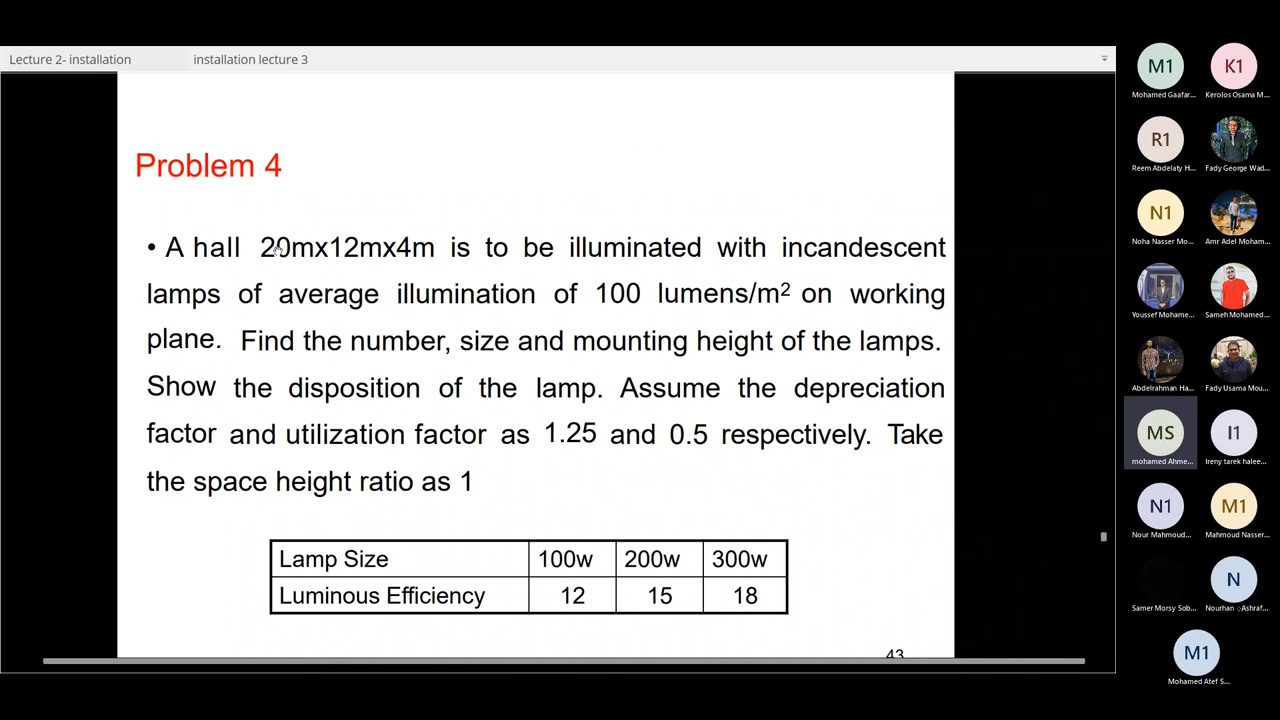 Lecture 2- installation
installation lecture 3
Problem 4
• A hall 20mx12mx4m is to be illuminated with incandescent
lamps of average illumination of 100 lumens/m² on working
plane. Find the number, size and mounting height of the lamps.
Show the disposition of the lamp. Assume the depreciation
factor and utilization factor as 1.25 and 0.5 respectively. Take
the space height ratio as 1
Lamp Size 100w 200w 300w
Luminous Efficiency 12 15 18
43
M1 K1
Mohamed Gaafar... Kerolos Osama M...
R1
Reem Abdelaty H... Fady George Wad...
N1
Noha Nasser Mo... Amr Adel Moham...
Youssef Mohame... Sameh Mohamed...
Abdelrahman Ha... Fady Usama Mou...
MS I1
mohamed Ahme... Ireny tarek halee...
N1 M1
Nour Mahmoud... Mahmoud Nasser...
N
Samer Morsy Sob... Nourhan ◊Ashraf...
M1
Mohamed Atef S...